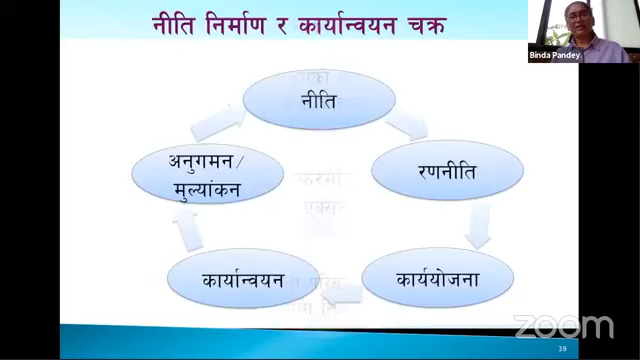 नीति निर्माण र कार्यान्वयन चक्र
Binda Pandey
नीति
अनुगमन/
मुल्यांकन
रणनीति
कार्यान्वयन
कार्ययोजना
zoom
39